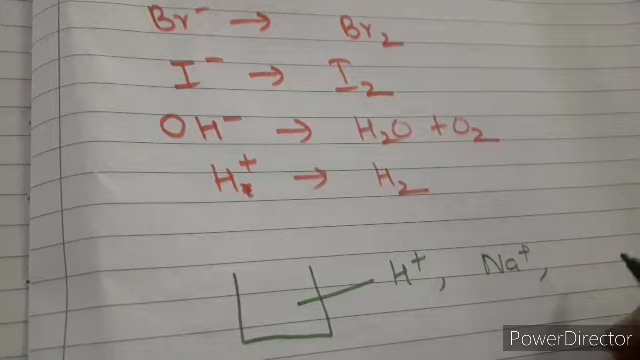 Br⁻ → Br₂
I⁻ → I₂
OH⁻ → H₂O + O₂
H⁺ → H₂
H⁺, Na⁺,
PowerDirector